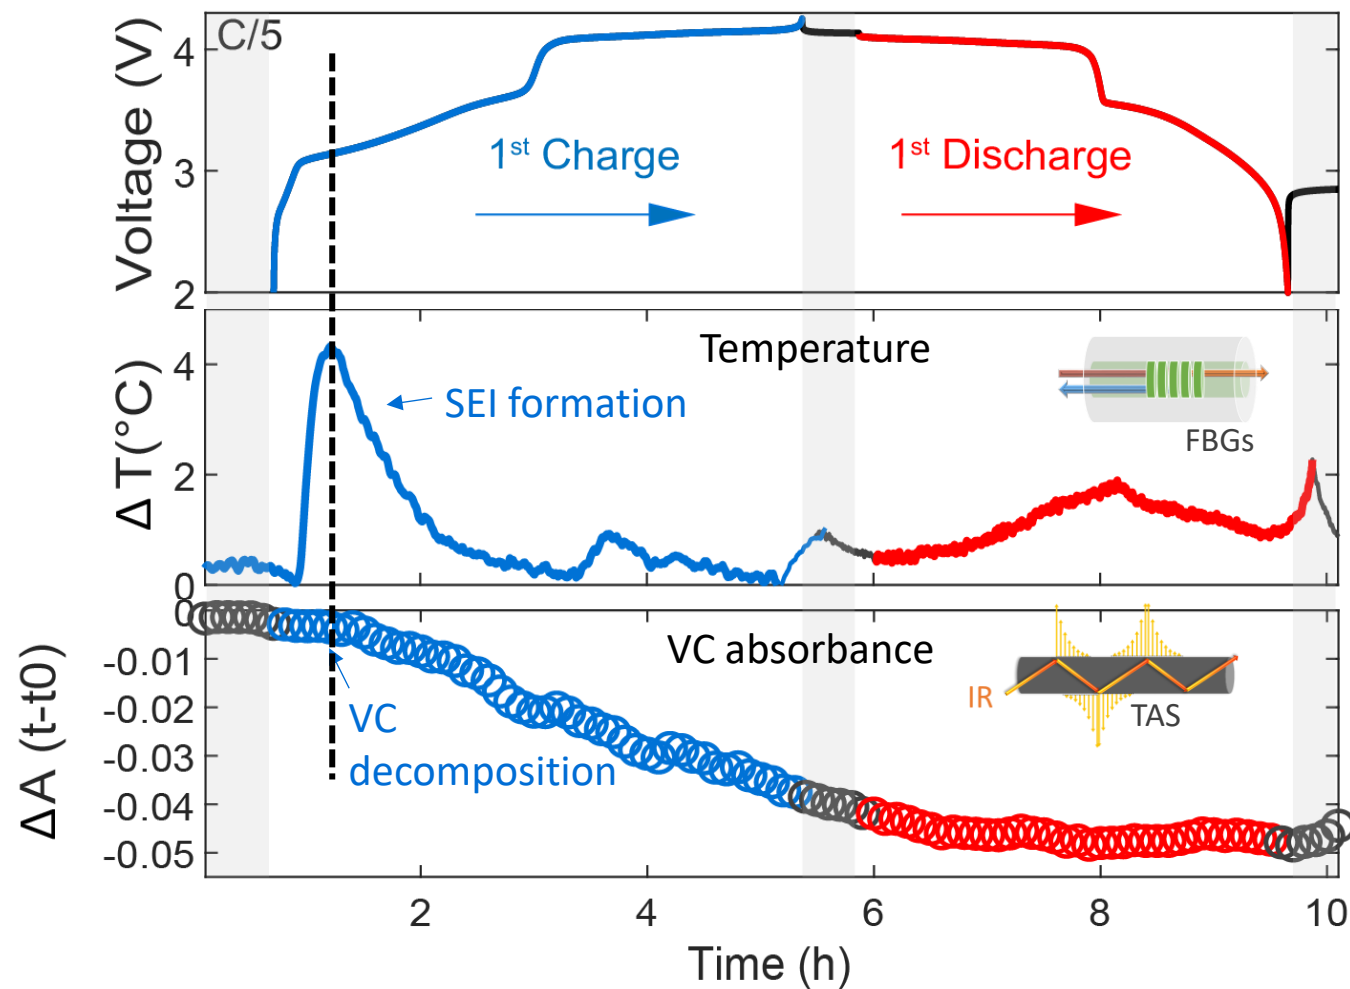 C/5
Voltage (V)
4
3
2
1st Charge
1st Discharge
Δ T(°C)
4
2
0
Temperature
SEI formation
FBGs
ΔA (t-t0)
0
-0.01
-0.02
-0.03
-0.04
-0.05
VC absorbance
IR
TAS
VC
decomposition
2
4
6
8
10
Time (h)